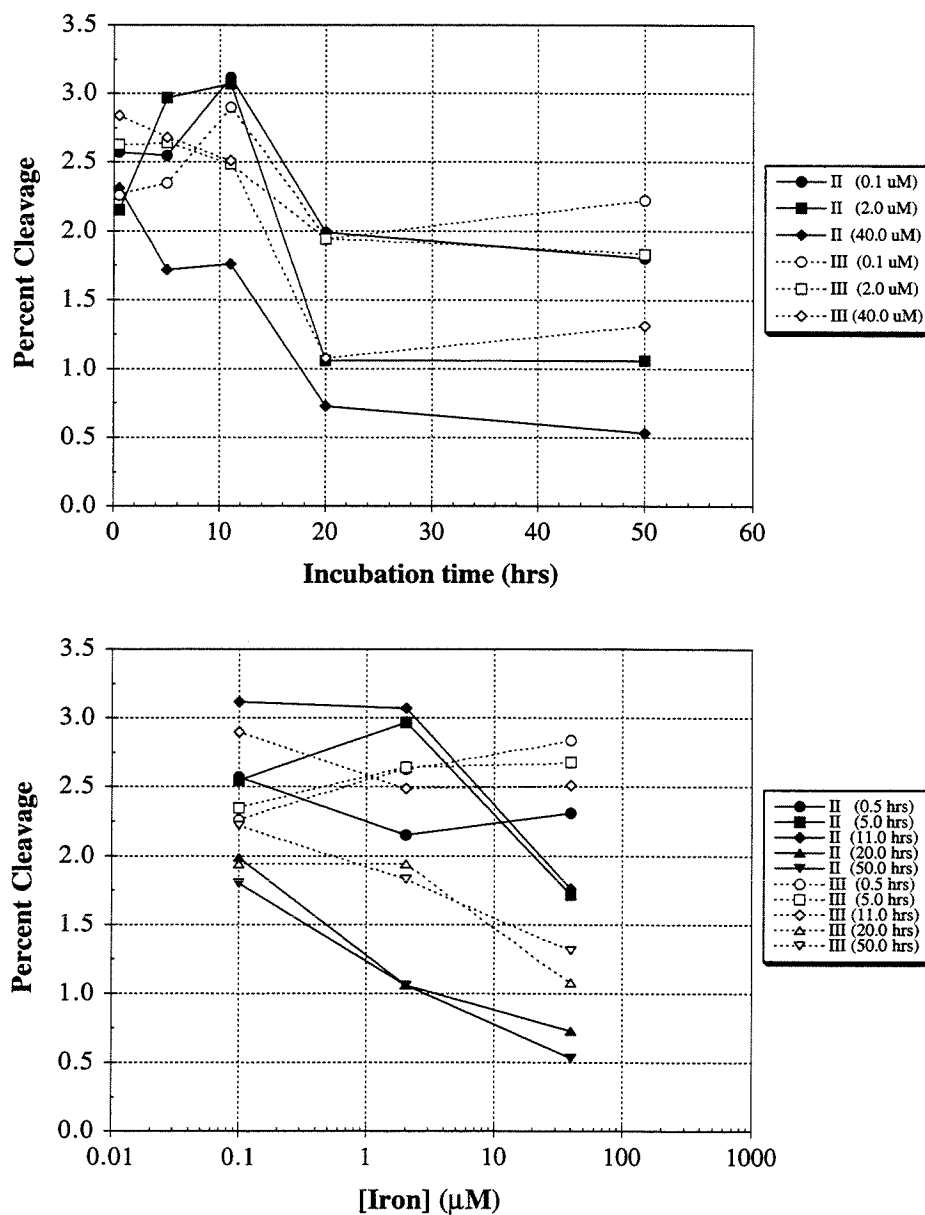 3.5
3.0
2.5
2.0
1.5
1.0
0.5
0.0
Percent Cleavage
0 10 20 30 40 50 60
Incubation time (hrs)
II (0.1 uM)
II (2.0 uM)
II (40.0 uM)
III (0.1 uM)
III (2.0 uM)
III (40.0 uM)
3.5
3.0
2.5
2.0
1.5
1.0
0.5
0.0
Percent Cleavage
0.01 0.1 1 10 100 1000
[Iron] (μM)
II (0.5 hrs)
II (5.0 hrs)
II (11.0 hrs)
II (20.0 hrs)
II (50.0 hrs)
III (0.5 hrs)
III (5.0 hrs)
III (11.0 hrs)
III (20.0 hrs)
III (50.0 hrs)